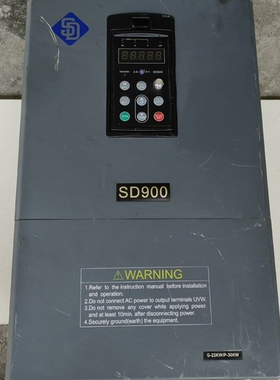 SD
SD900
WARNING
1.Refer to the instruction manual before installation
and operation.
2.Do not connect AC power to output terminals UVW.
3.Do not remove any cover while applying power
and at least 10min, after disconnecting power.
4.Securely ground(earth) the equipment.
G-22KW/P-30KW